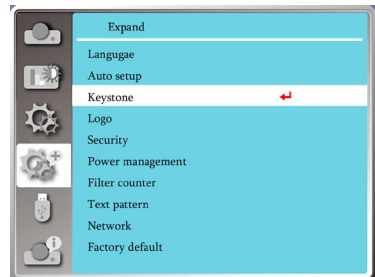 Expand
Langugae
Auto setup
Keystone
Logo
Security
Power management
Filter counter
Text pattern
Network
Factory default